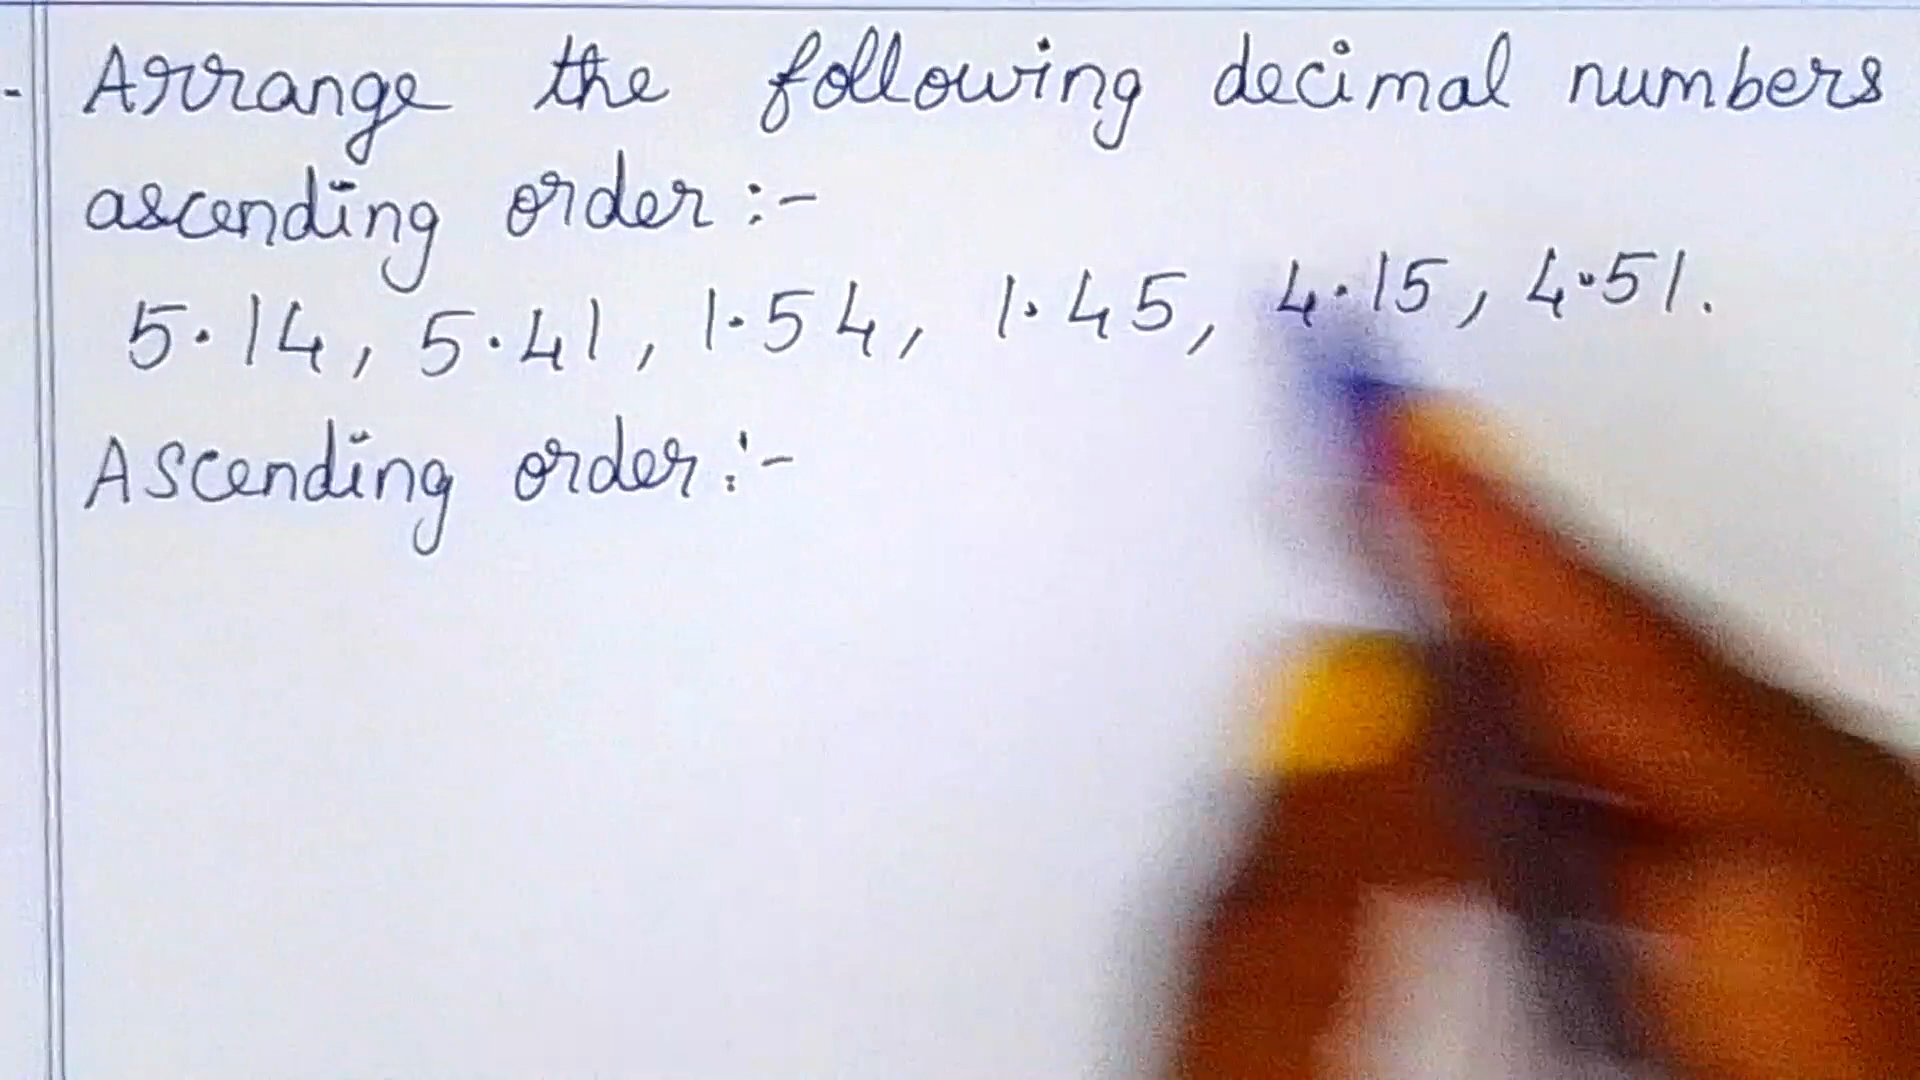 - Arrange the following decimal numbers
ascending order :-
5.14, 5.41, 1.54, 1.45, 4.15, 4.51.
Ascending order :-